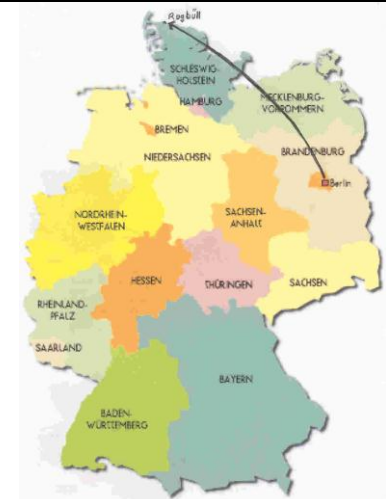 Rugbüll
SCHLESWIG-
HOLSTEIN
HAMBURG
MECKLENBURG-
VORPOMMERN
BREMEN
NIEDERSACHSEN
BRANDENBURG
Berlin
NORDRHEIN-
WESTFALEN
SACHSEN-
ANHALT
HESSEN
THÜRINGEN
SACHSEN
RHEINLAND-
PFALZ
SAARLAND
BAYERN
BADEN-
WÜRTTEMBERG